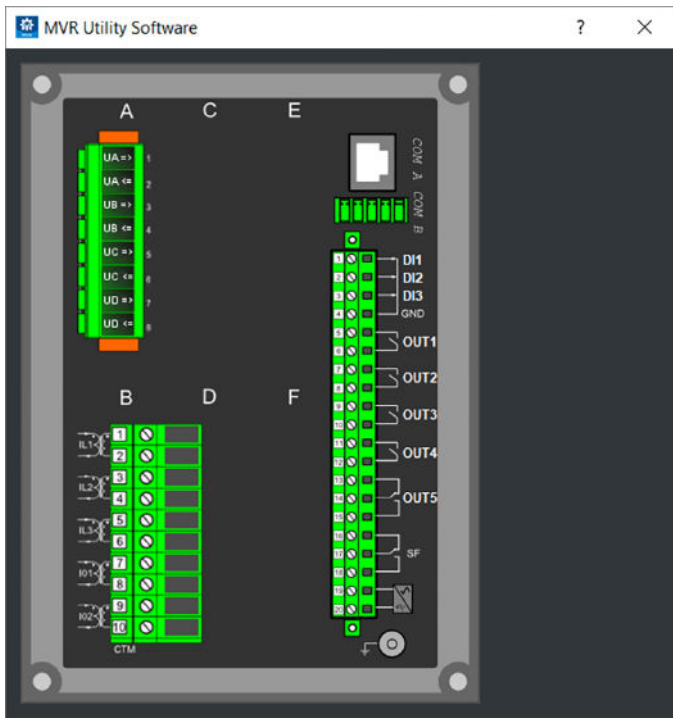 MVR Utility Software
?
A
C
E
UA =>
1
UA <=
2
UB =>
3
UB <=
4
UC =>
5
UC <=
6
UD =>
7
UD <=
8
COM A
COM B
1
DI1
2
DI2
3
DI3
4
GND
5
OUT1
6
7
OUT2
8
9
OUT3
10
11
OUT4
12
13
14
OUT5
15
16
17
SF
18
19
20
B
D
F
IL1
1
2
IL2
3
4
IL3
5
6
I01
7
8
I02
9
10
CTM